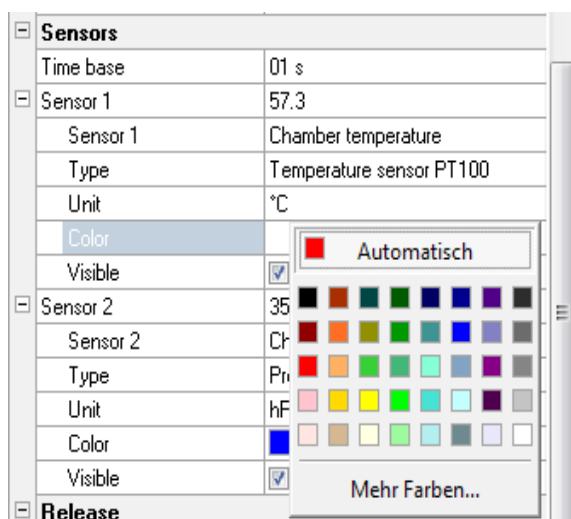 Sensors
Time base 01 s
Sensor 1 57.3
Sensor 1 Chamber temperature
Type Temperature sensor PT100
Unit °C
Color
Automatisch
Visible
Sensor 2 35
Sensor 2
Type
Unit
Color
Visible
Mehr Farben...
Release